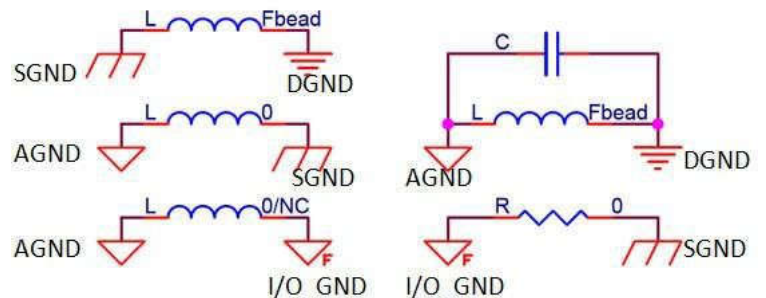 L Fbead
SGND DGND
L 0
AGND SGND
L 0/NC
AGND F
I/O GND
C
L Fbead
AGND DGND
R 0
F SGND
I/O GND